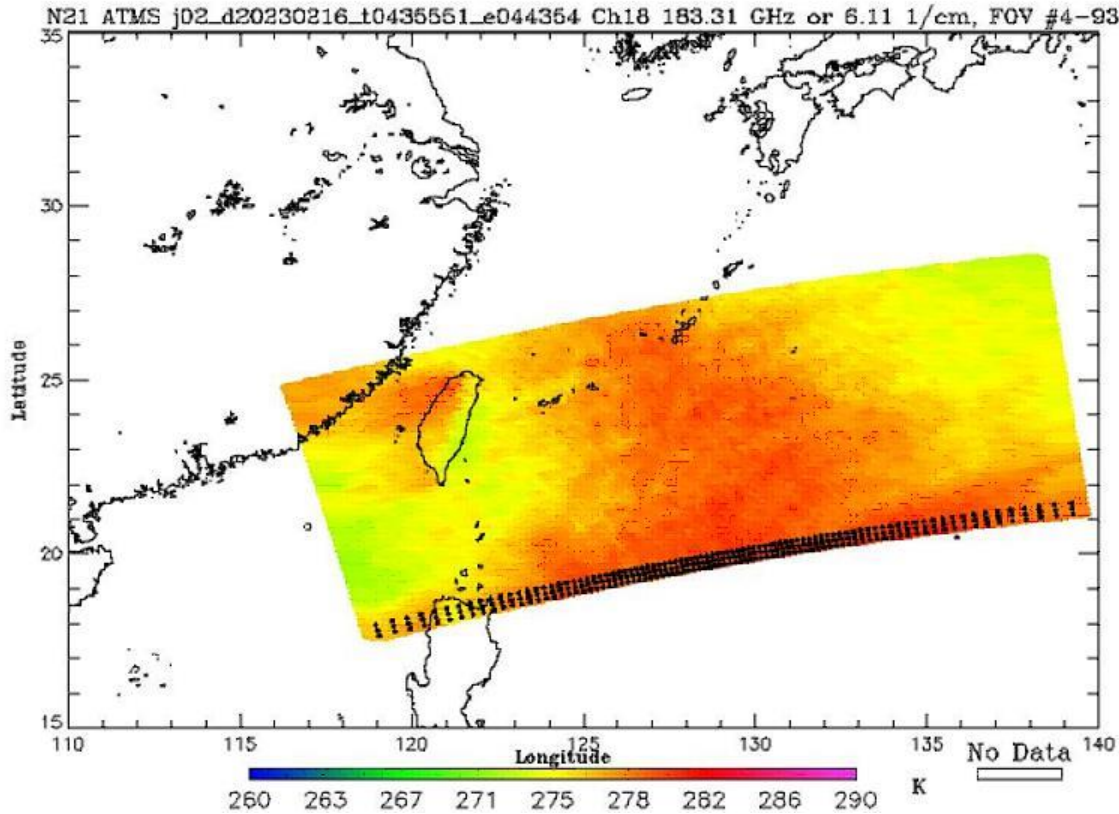 N21 ATMS j02_d20230216_t0435551_e044354 Ch18 183.31 GHz or 6.11 1/cm, FOV #4-93
35
30
25
20
15
Latitude
110 115 120 125 130 135 140
Longitude
No Data
260 263 267 271 275 278 282 286 290 K